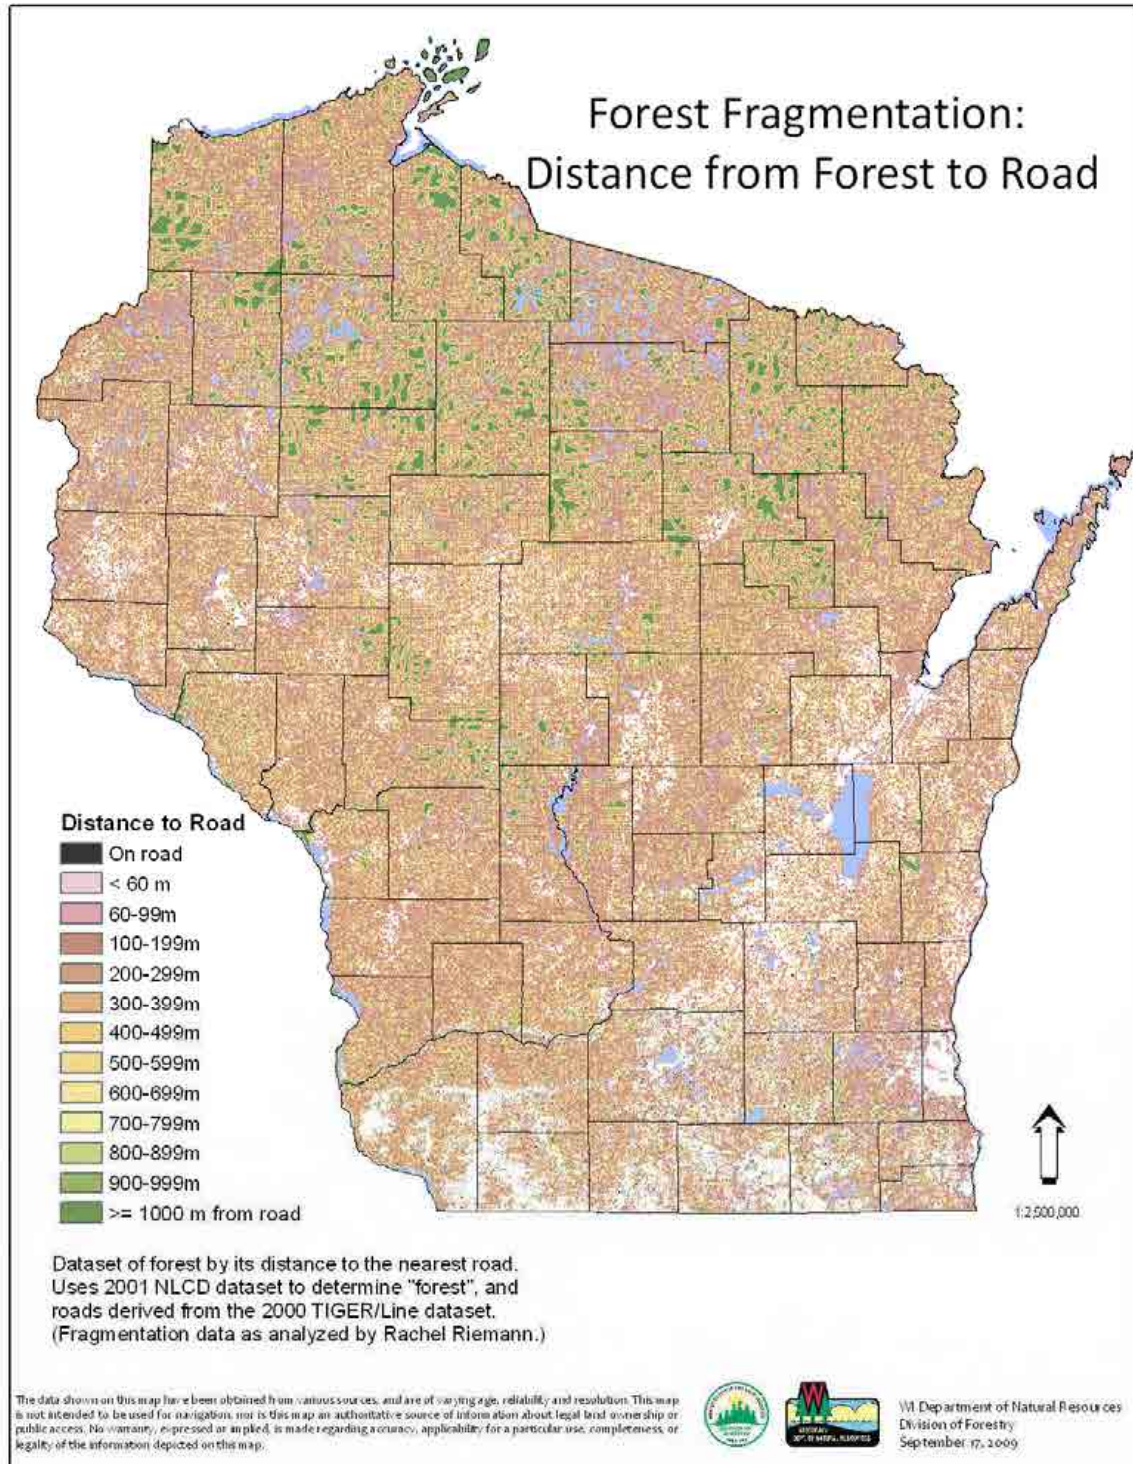 Forest Fragmentation:
Distance from Forest to Road
Distance to Road
On road
< 60 m
60-99m
100-199m
200-299m
300-399m
400-499m
500-599m
600-699m
700-799m
800-899m
900-999m
>= 1000 m from road
1:2,500,000
Dataset of forest by its distance to the nearest road.
Uses 2001 NLCD dataset to determine "forest", and
roads derived from the 2000 TIGER/Line dataset.
(Fragmentation data as analyzed by Rachel Riemann.)
The data shown on this map have been obtained from various sources, and are of varying age, reliability and resolution. This map
is not intended to be used for navigation, nor is this map an authoritative source of information about legal land ownership or
public access. No warranty, expressed or implied, is made regarding accuracy, applicability for a particular use, completeness, or
legality of the information depicted on this map.
WI Department of Natural Resources
Division of Forestry
September 17, 2009